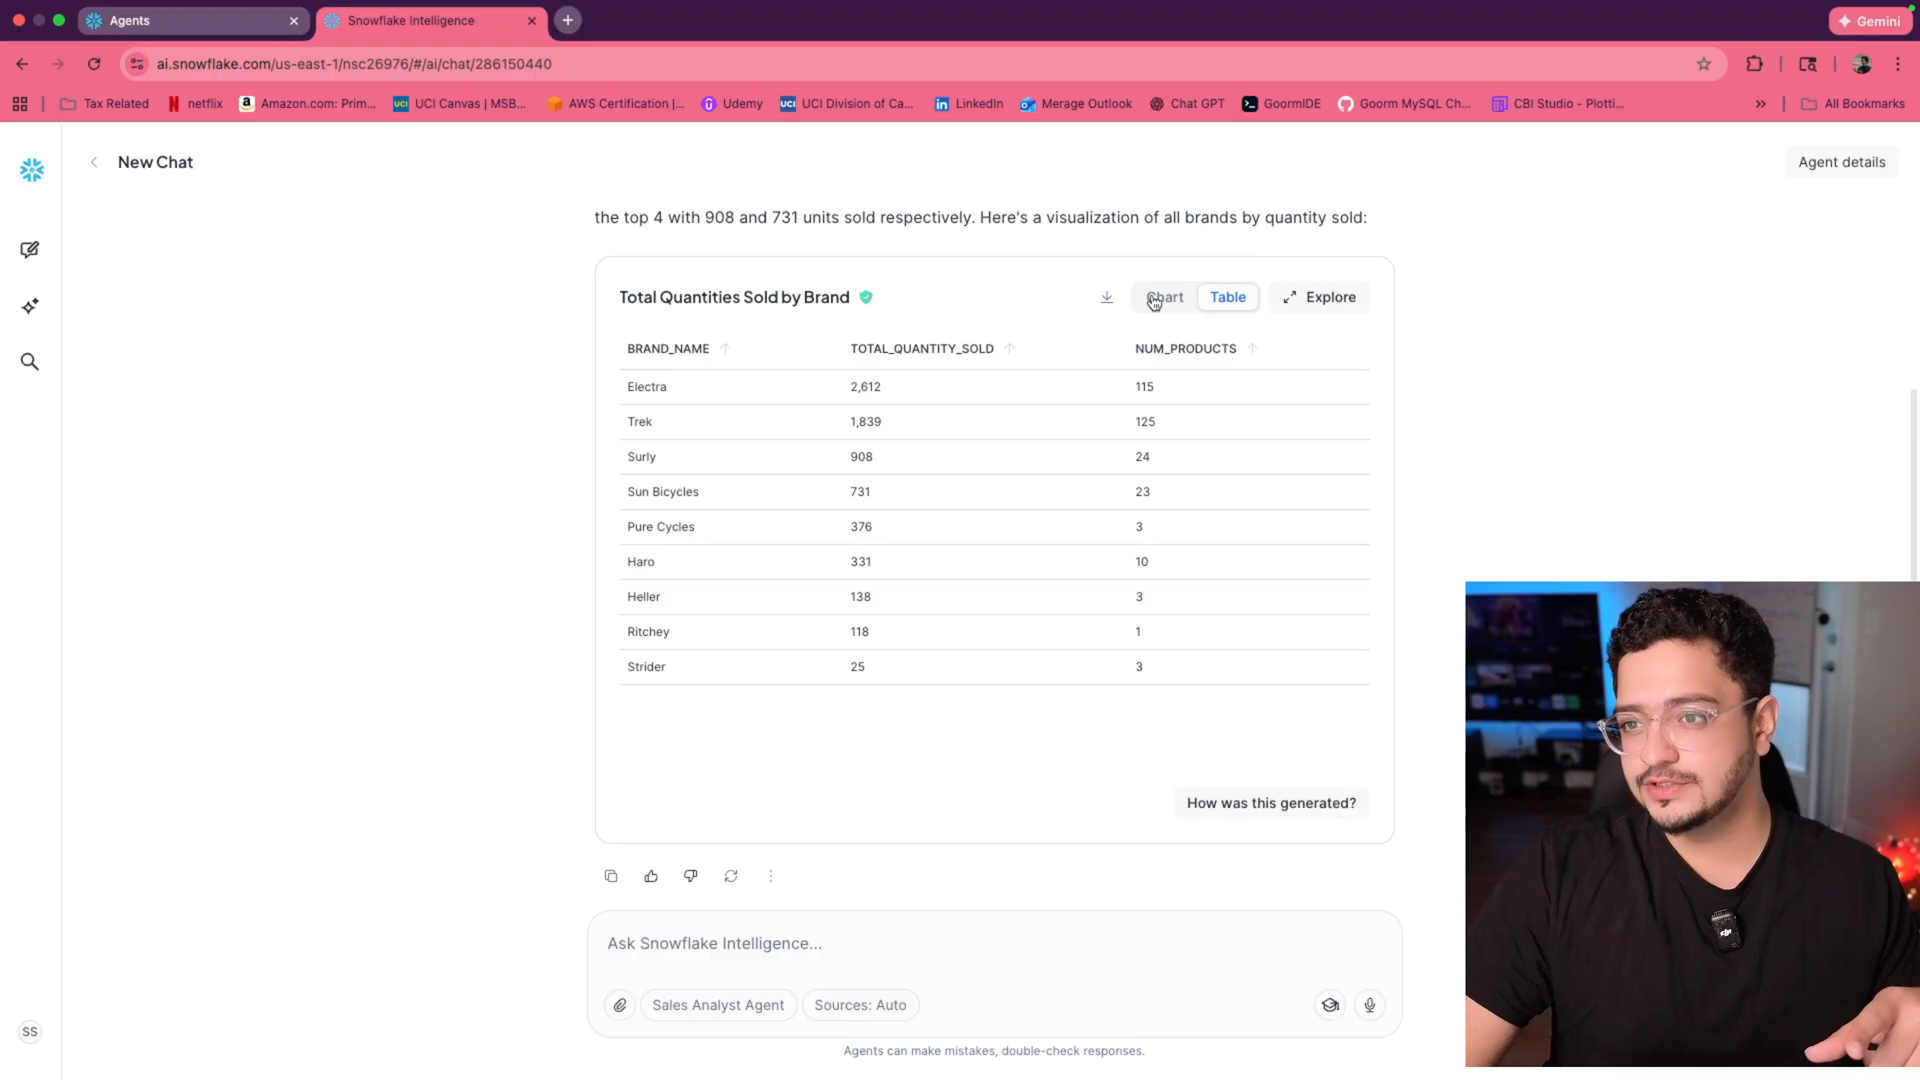 Agents
Snowflake Intelligence
Gemini
ai.snowflake.com/us-east-1/nsc26976/#/ai/chat/286150440
Tax Related
netflix
Amazon.com: Prim...
UCI Canvas | MSB...
AWS Certification |...
Udemy
UCI Division of Ca...
LinkedIn
Merage Outlook
Chat GPT
GoormIDE
Goorm MySQL Ch...
CBI Studio - Plotti...
All Bookmarks
New Chat
Agent details
the top 4 with 908 and 731 units sold respectively. Here's a visualization of all brands by quantity sold:
Total Quantities Sold by Brand
Chart
Table
Explore
BRAND_NAME TOTAL_QUANTITY_SOLD NUM_PRODUCTS
Electra 2,612 115
Trek 1,839 125
Surly 908 24
Sun Bicycles 731 23
Pure Cycles 376 3
Haro 331 10
Heller 138 3
Ritchey 118 1
Strider 25 3
How was this generated?
Ask Snowflake Intelligence...
Sales Analyst Agent
Sources: Auto
SS
Agents can make mistakes, double-check responses.